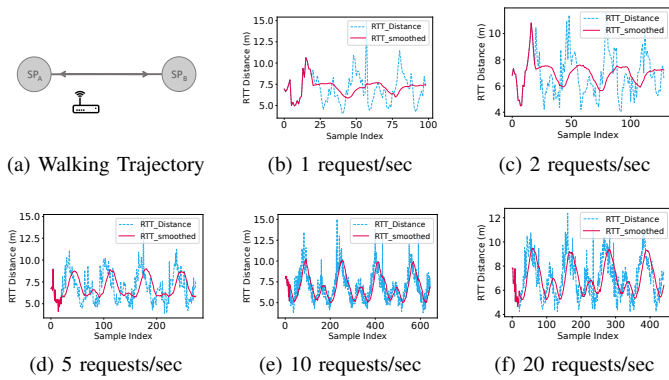 SP_A
SP_B
(a) Walking Trajectory
RTT Distance (m)
15.0
12.5
10.0
7.5
5.0
RTT_Distance
RTT_smoothed
0 25 50 75 100
Sample Index
(b) 1 request/sec
RTT Distance (m)
10
8
6
4
RTT_Distance
RTT_smoothed
0 50 100
Sample Index
(c) 2 requests/sec
RTT Distance (m)
15.0
12.5
10.0
7.5
5.0
RTT_Distance
RTT_smoothed
0 100 200
Sample Index
(d) 5 requests/sec
RTT Distance (m)
15.0
12.5
10.0
7.5
5.0
RTT_Distance
RTT_smoothed
0 200 400 600
Sample Index
(e) 10 requests/sec
RTT Distance (m)
12
10
8
6
4
RTT_Distance
RTT_smoothed
0 100 200 300 400
Sample Index
(f) 20 requests/sec